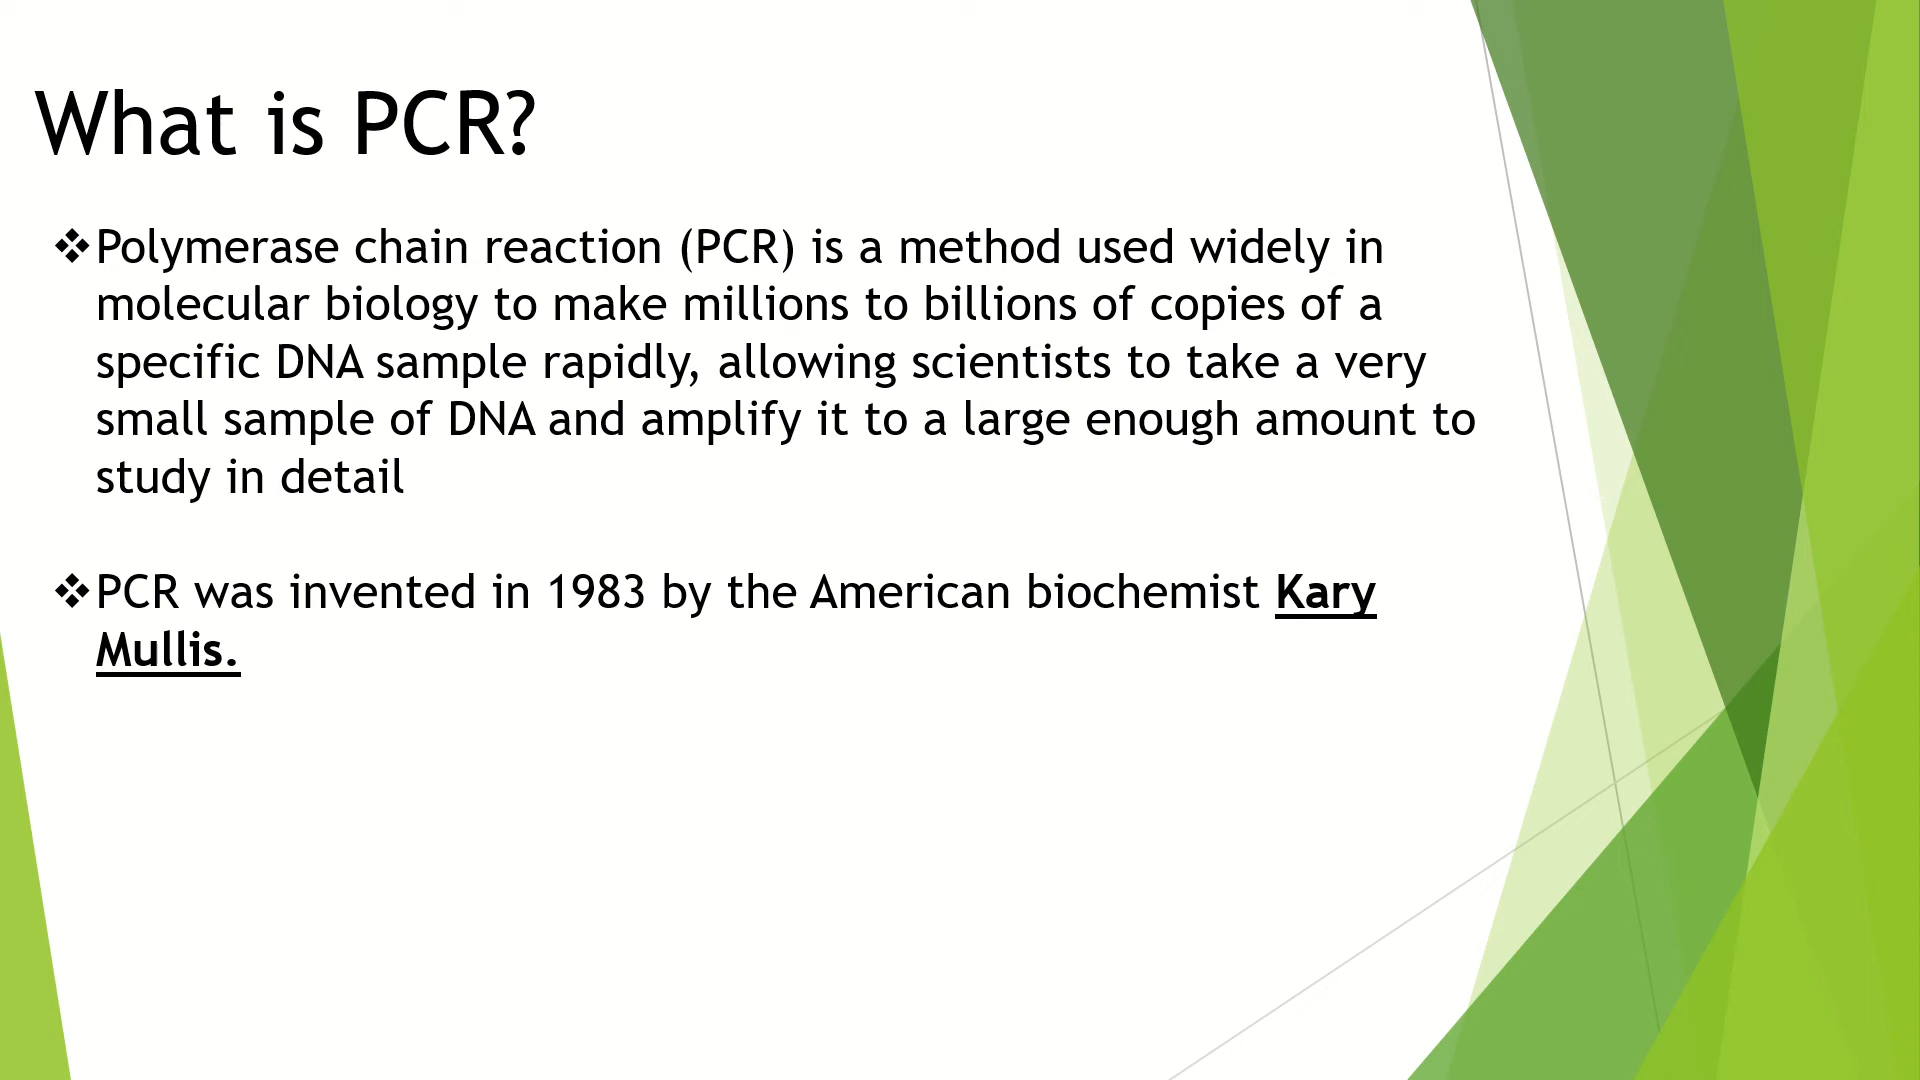 What is PCR?
❖Polymerase chain reaction (PCR) is a method used widely in
molecular biology to make millions to billions of copies of a
specific DNA sample rapidly, allowing scientists to take a very
small sample of DNA and amplify it to a large enough amount to
study in detail
❖PCR was invented in 1983 by the American biochemist Kary
Mullis.